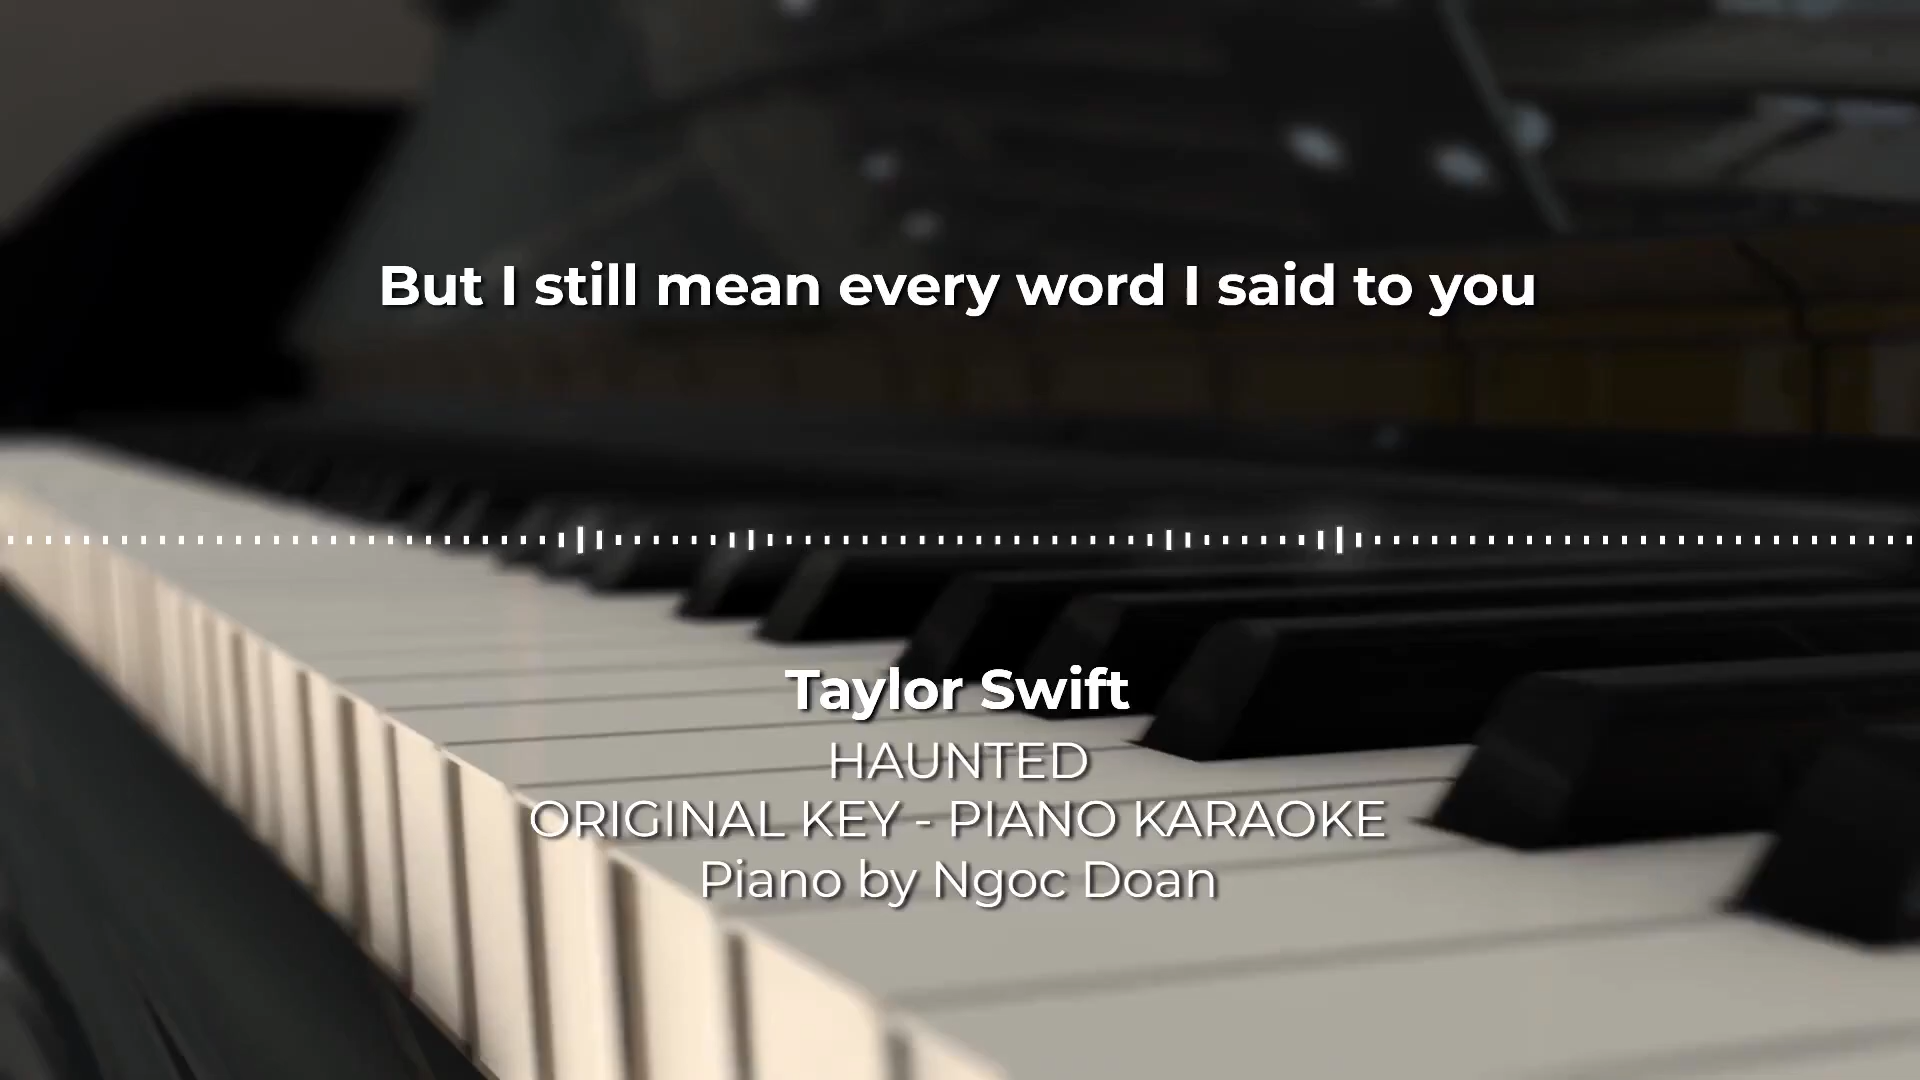 But I still mean every word I said to you
Taylor Swift
HAUNTED
ORIGINAL KEY - PIANO KARAOKE
Piano by Ngoc Doan